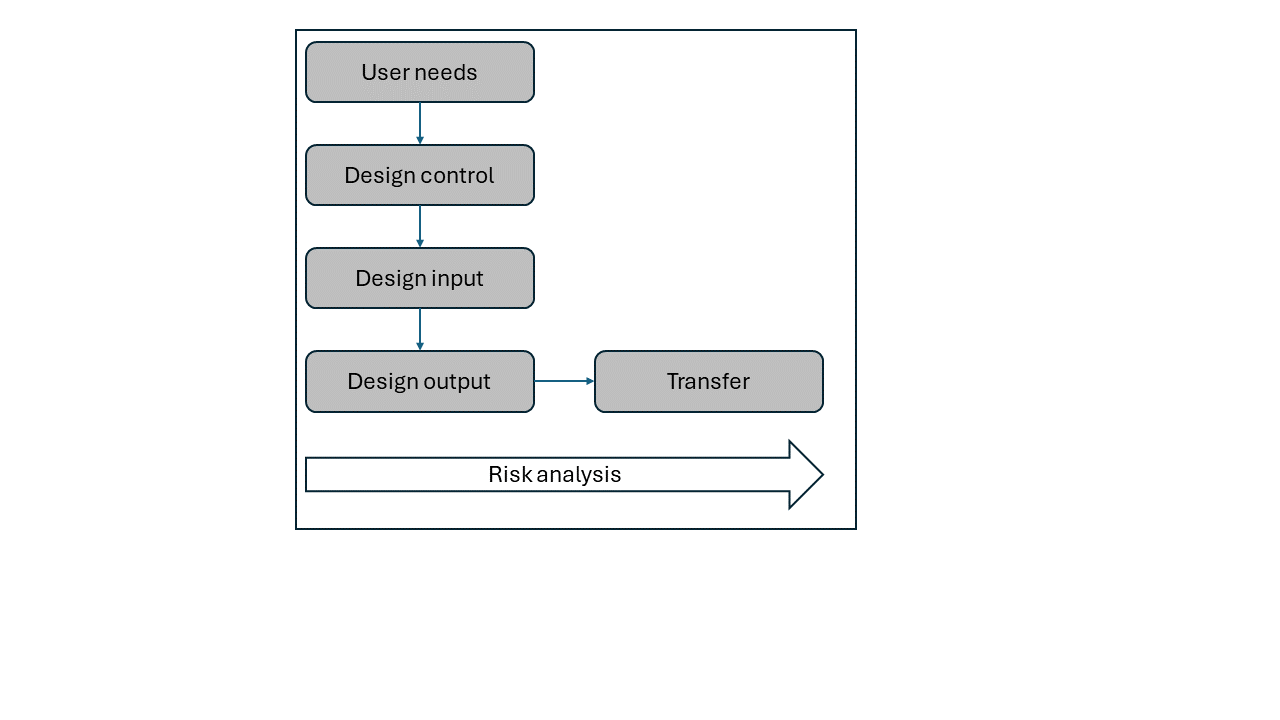 User needs
Design control
Design input
Design output
Transfer
Risk analysis